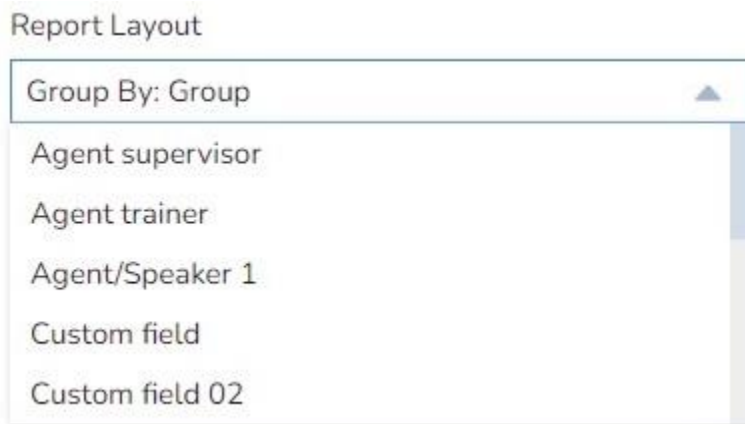 Report Layout
Group By: Group
Agent supervisor
Agent trainer
Agent/Speaker 1
Custom field
Custom field 02